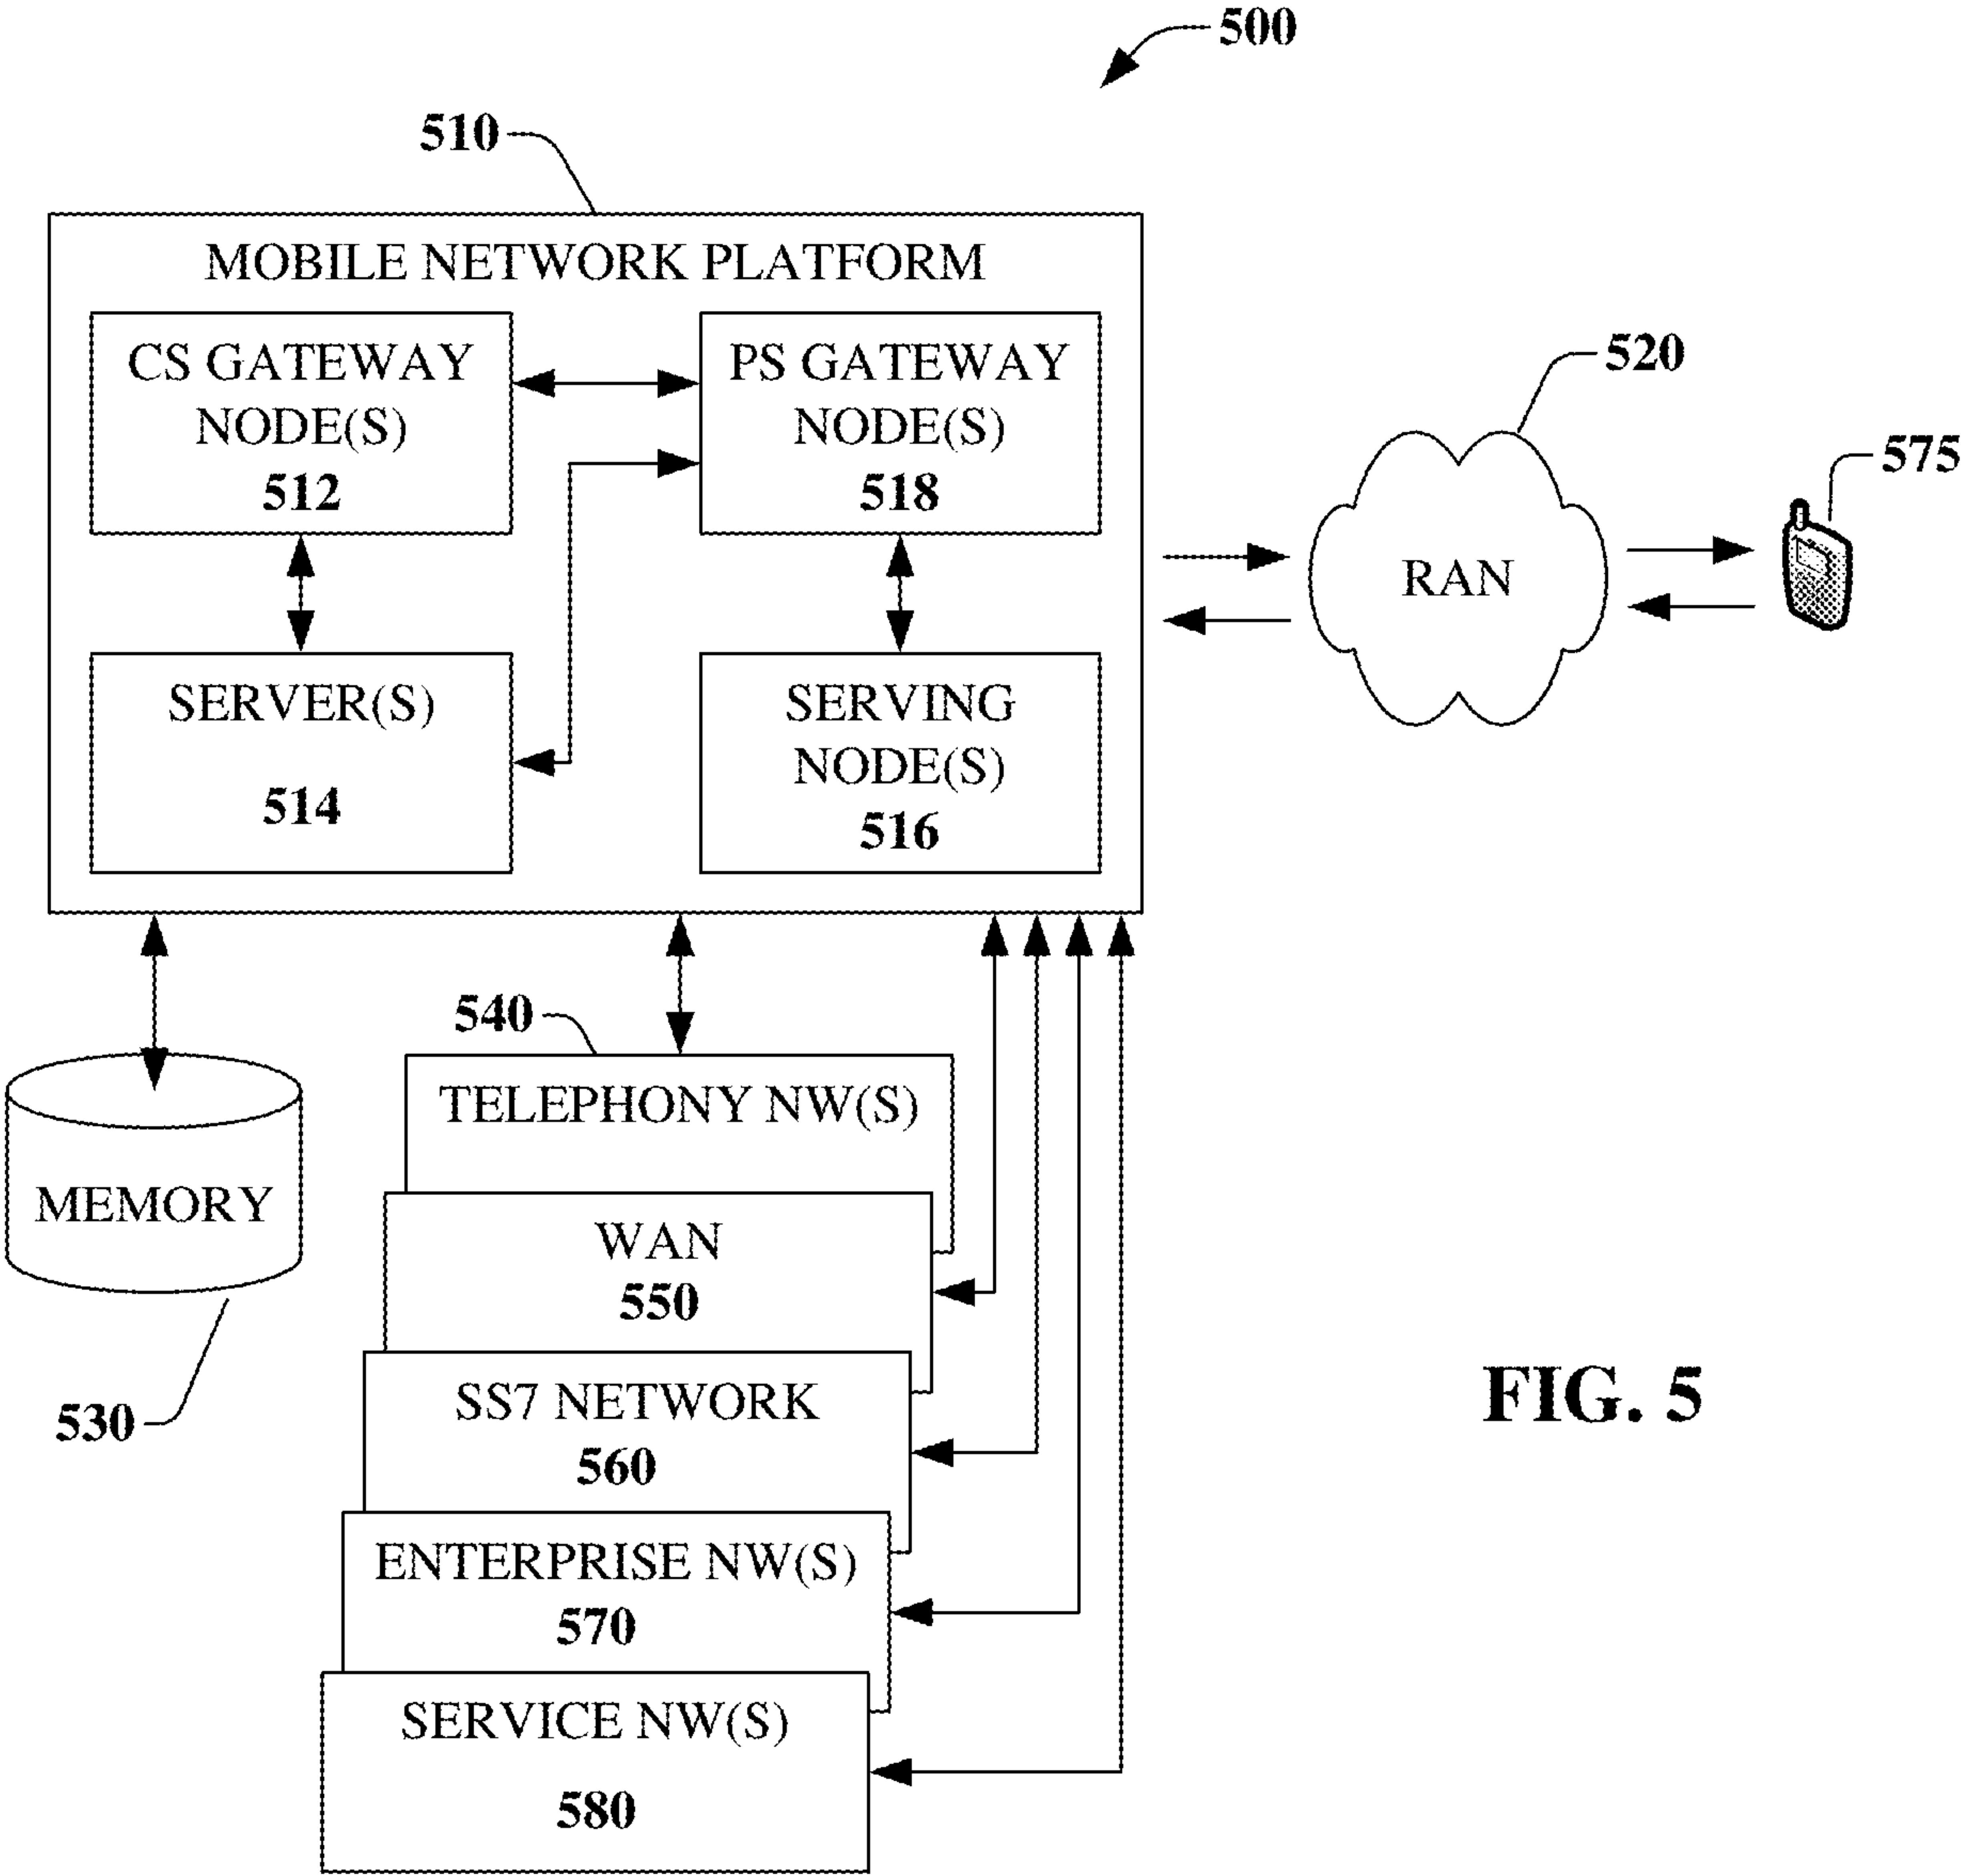 500
510
MOBILE NETWORK PLATFORM
CS GATEWAY
NODE(S)
512
PS GATEWAY
NODE(S)
518
SERVER(S)
514
SERVING
NODE(S)
516
520
RAN
575
MEMORY
530
540
TELEPHONY NW(S)
WAN
550
SS7 NETWORK
560
ENTERPRISE NW(S)
570
SERVICE NW(S)
580
FIG. 5